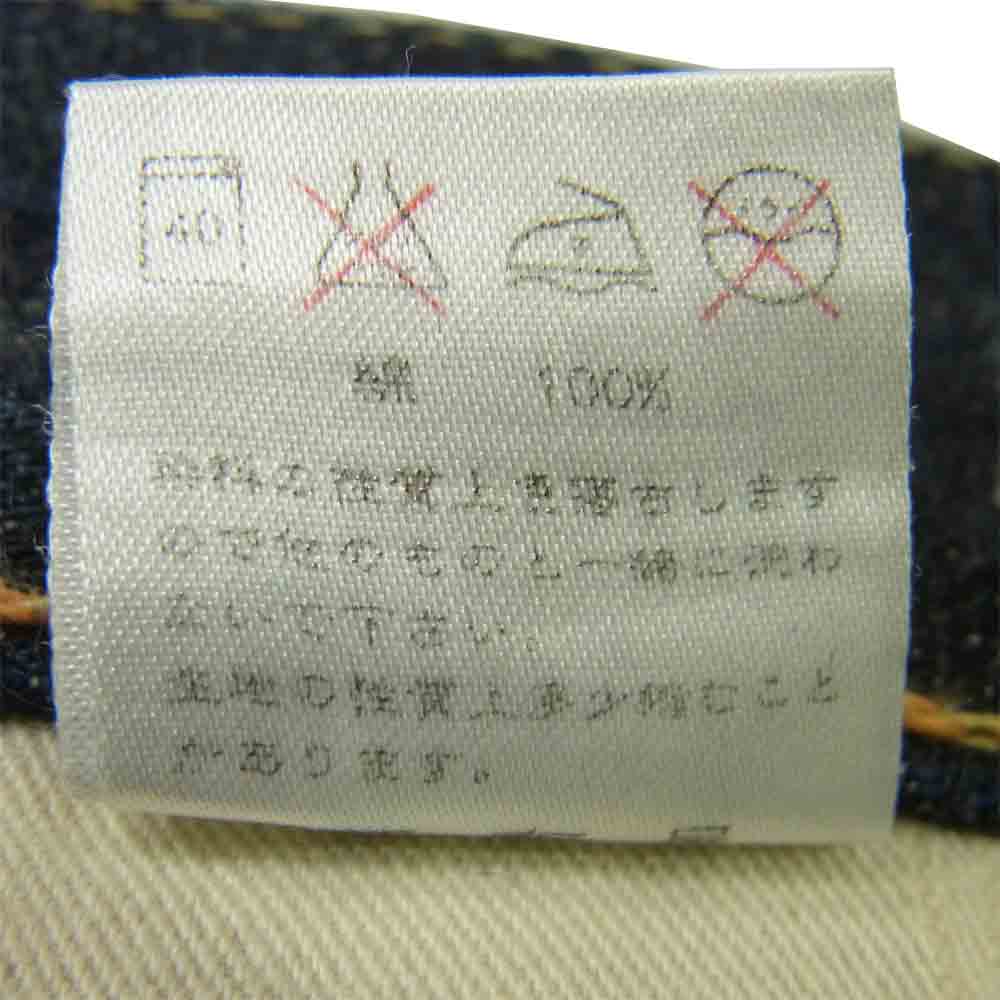 40
綿 100%
染料の性質上色落ちします
ので他のものと一緒に洗わ
ないで下さい。
生地の性質上多少縮むこと
があります。